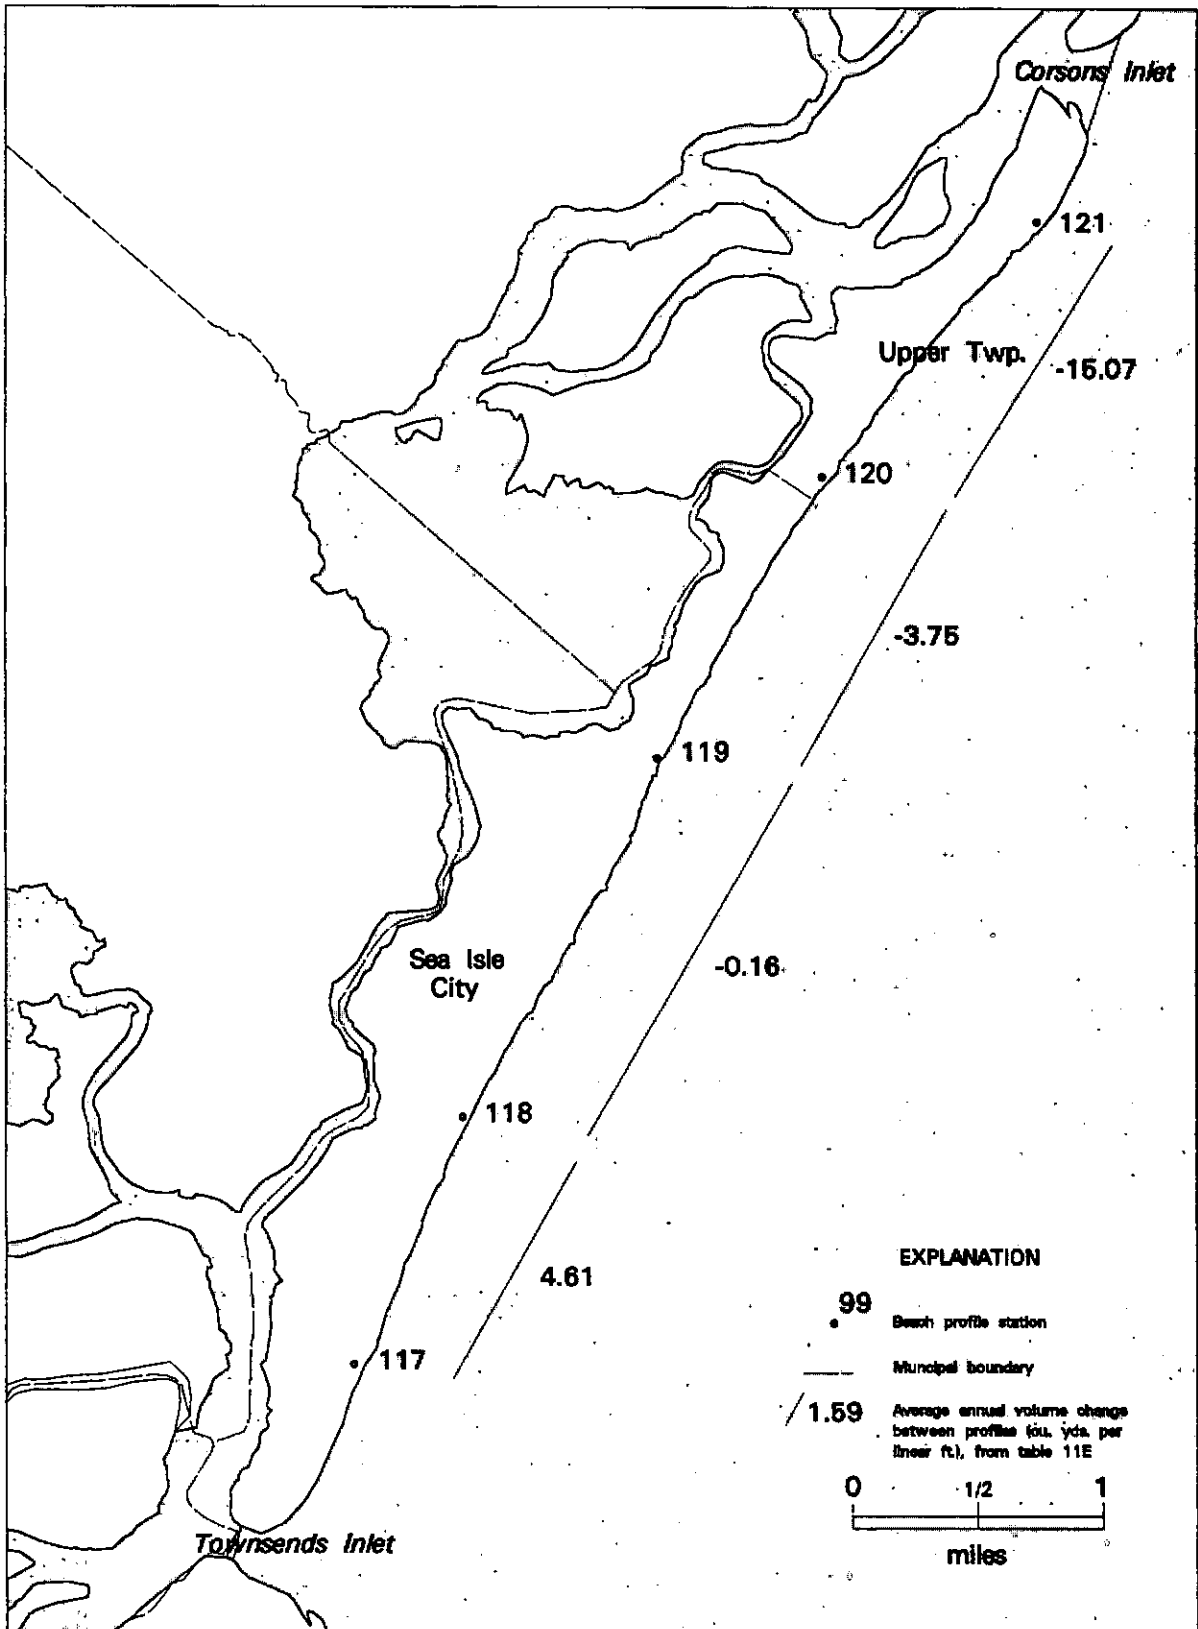 Corsons Inlet
121
Upper Twp.
-15.07
120
-3.75
119
Sea Isle
City
-0.16
118
4.61
117
Townsends Inlet
EXPLANATION
99
Beach profile station
Municpal boundary
1.59
Average annual volume change
between profiles (cu. yds. per
linear ft.), from table 11E
0 1/2 1
miles